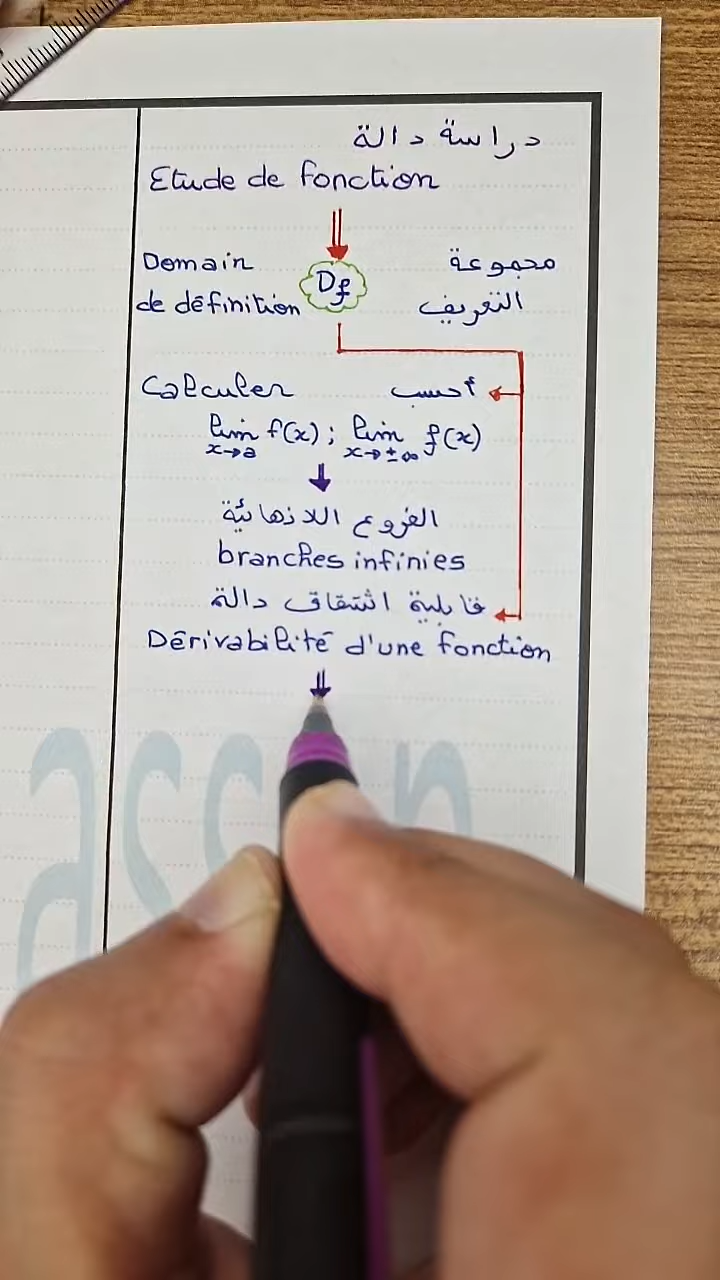 دراسة دالة
Etude de fonction
Domain
de définition
Df
مجموعة
التعريف
Calculer
أحسب
lim f(x) ; lim f(x)
x→a x→±∞
الفروع اللانهائية
branches infinies
قابلية اشتقاق دالة
Dérivabilité d'une fonction